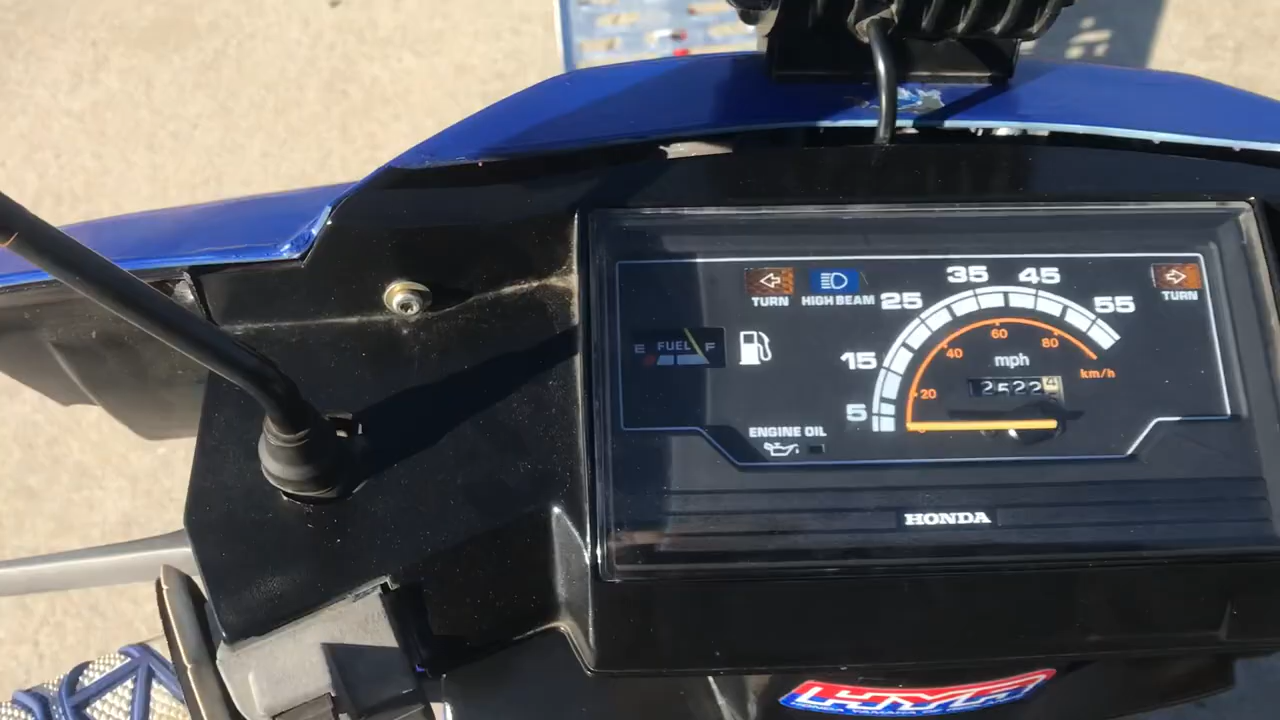 35 45
25 55
TURN HIGH BEAM TURN
E FUEL F
60
40 80
15 mph
km/h
2522
20
5
ENGINE OIL
HONDA
HYR